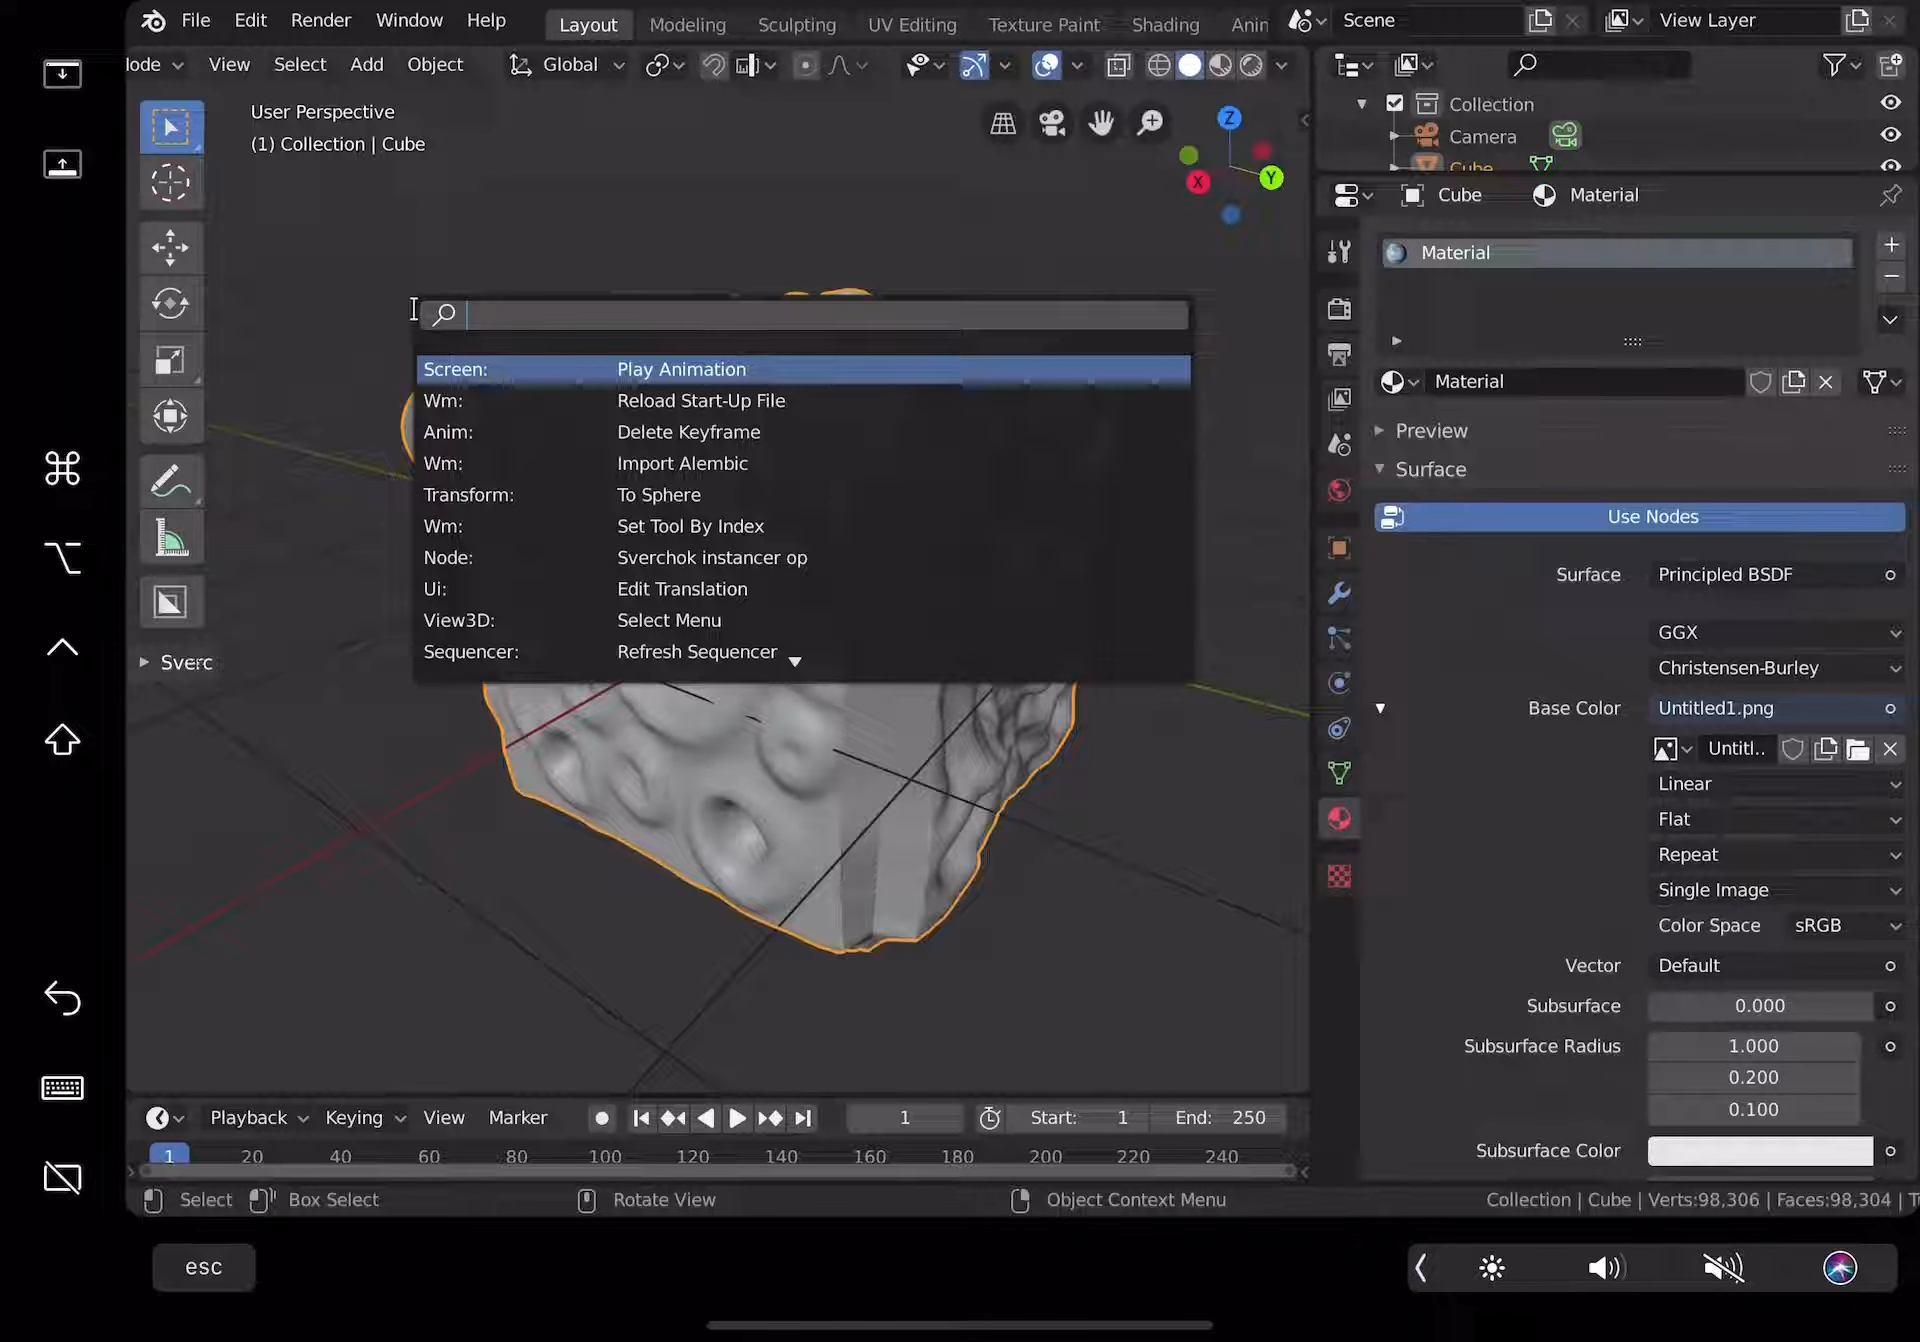 File Edit Render Window Help Layout Modeling Sculpting UV Editing Texture Paint Shading Anin Scene View Layer
lode View Select Add Object Global
User Perspective
(1) Collection | Cube
Z
X
Y
Collection
Camera
Cube
Cube Material
Material
Material
Preview
Surface
Use Nodes
Surface Principled BSDF
GGX
Christensen-Burley
Base Color Untitled1.png
Untitl..
Linear
Flat
Repeat
Single Image
Color Space sRGB
Vector Default
Subsurface 0.000
Subsurface Radius 1.000
0.200
0.100
Subsurface Color
Screen: Play Animation
Wm: Reload Start-Up File
Anim: Delete Keyframe
Wm: Import Alembic
Transform: To Sphere
Wm: Set Tool By Index
Node: Sverchok instancer op
Ui: Edit Translation
View3D: Select Menu
Sequencer: Refresh Sequencer
Sverc
Playback Keying View Marker 1 Start: 1 End: 250
1 20 40 60 80 100 120 140 160 180 200 220 240
Select Box Select Rotate View Object Context Menu Collection | Cube | Verts:98,306 | Faces:98,304 | T
esc